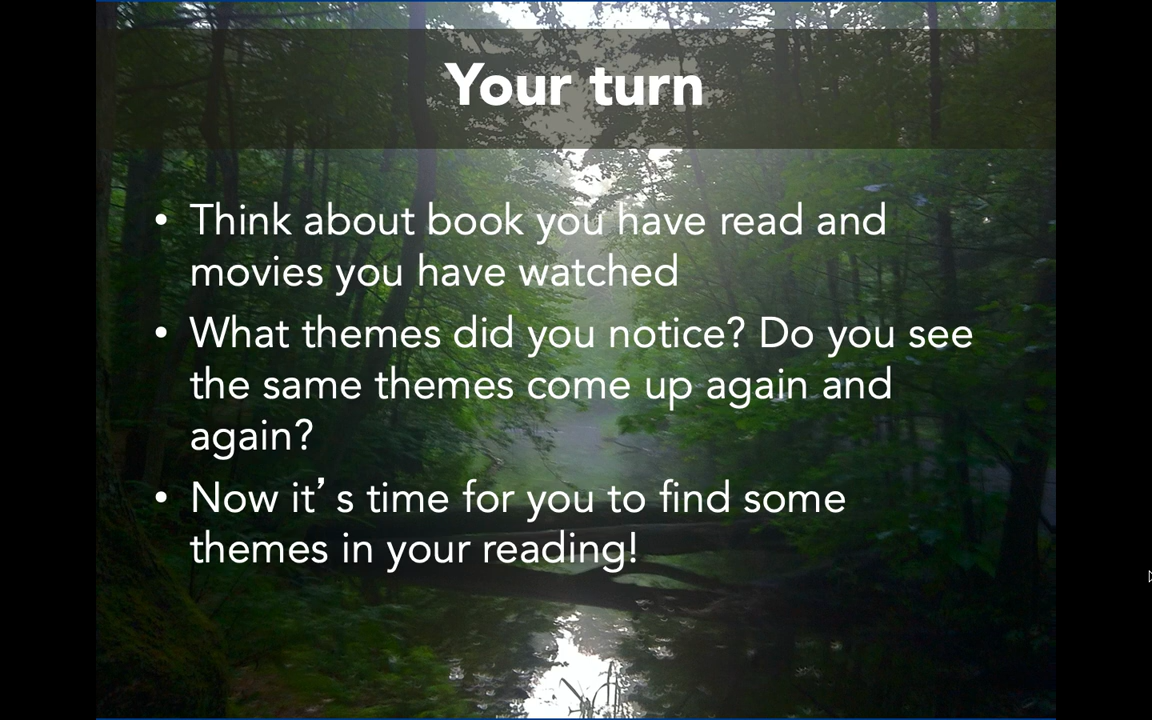 Your turn
• Think about book you have read and
movies you have watched
• What themes did you notice? Do you see
the same themes come up again and
again?
• Now it’ s time for you to find some
themes in your reading!